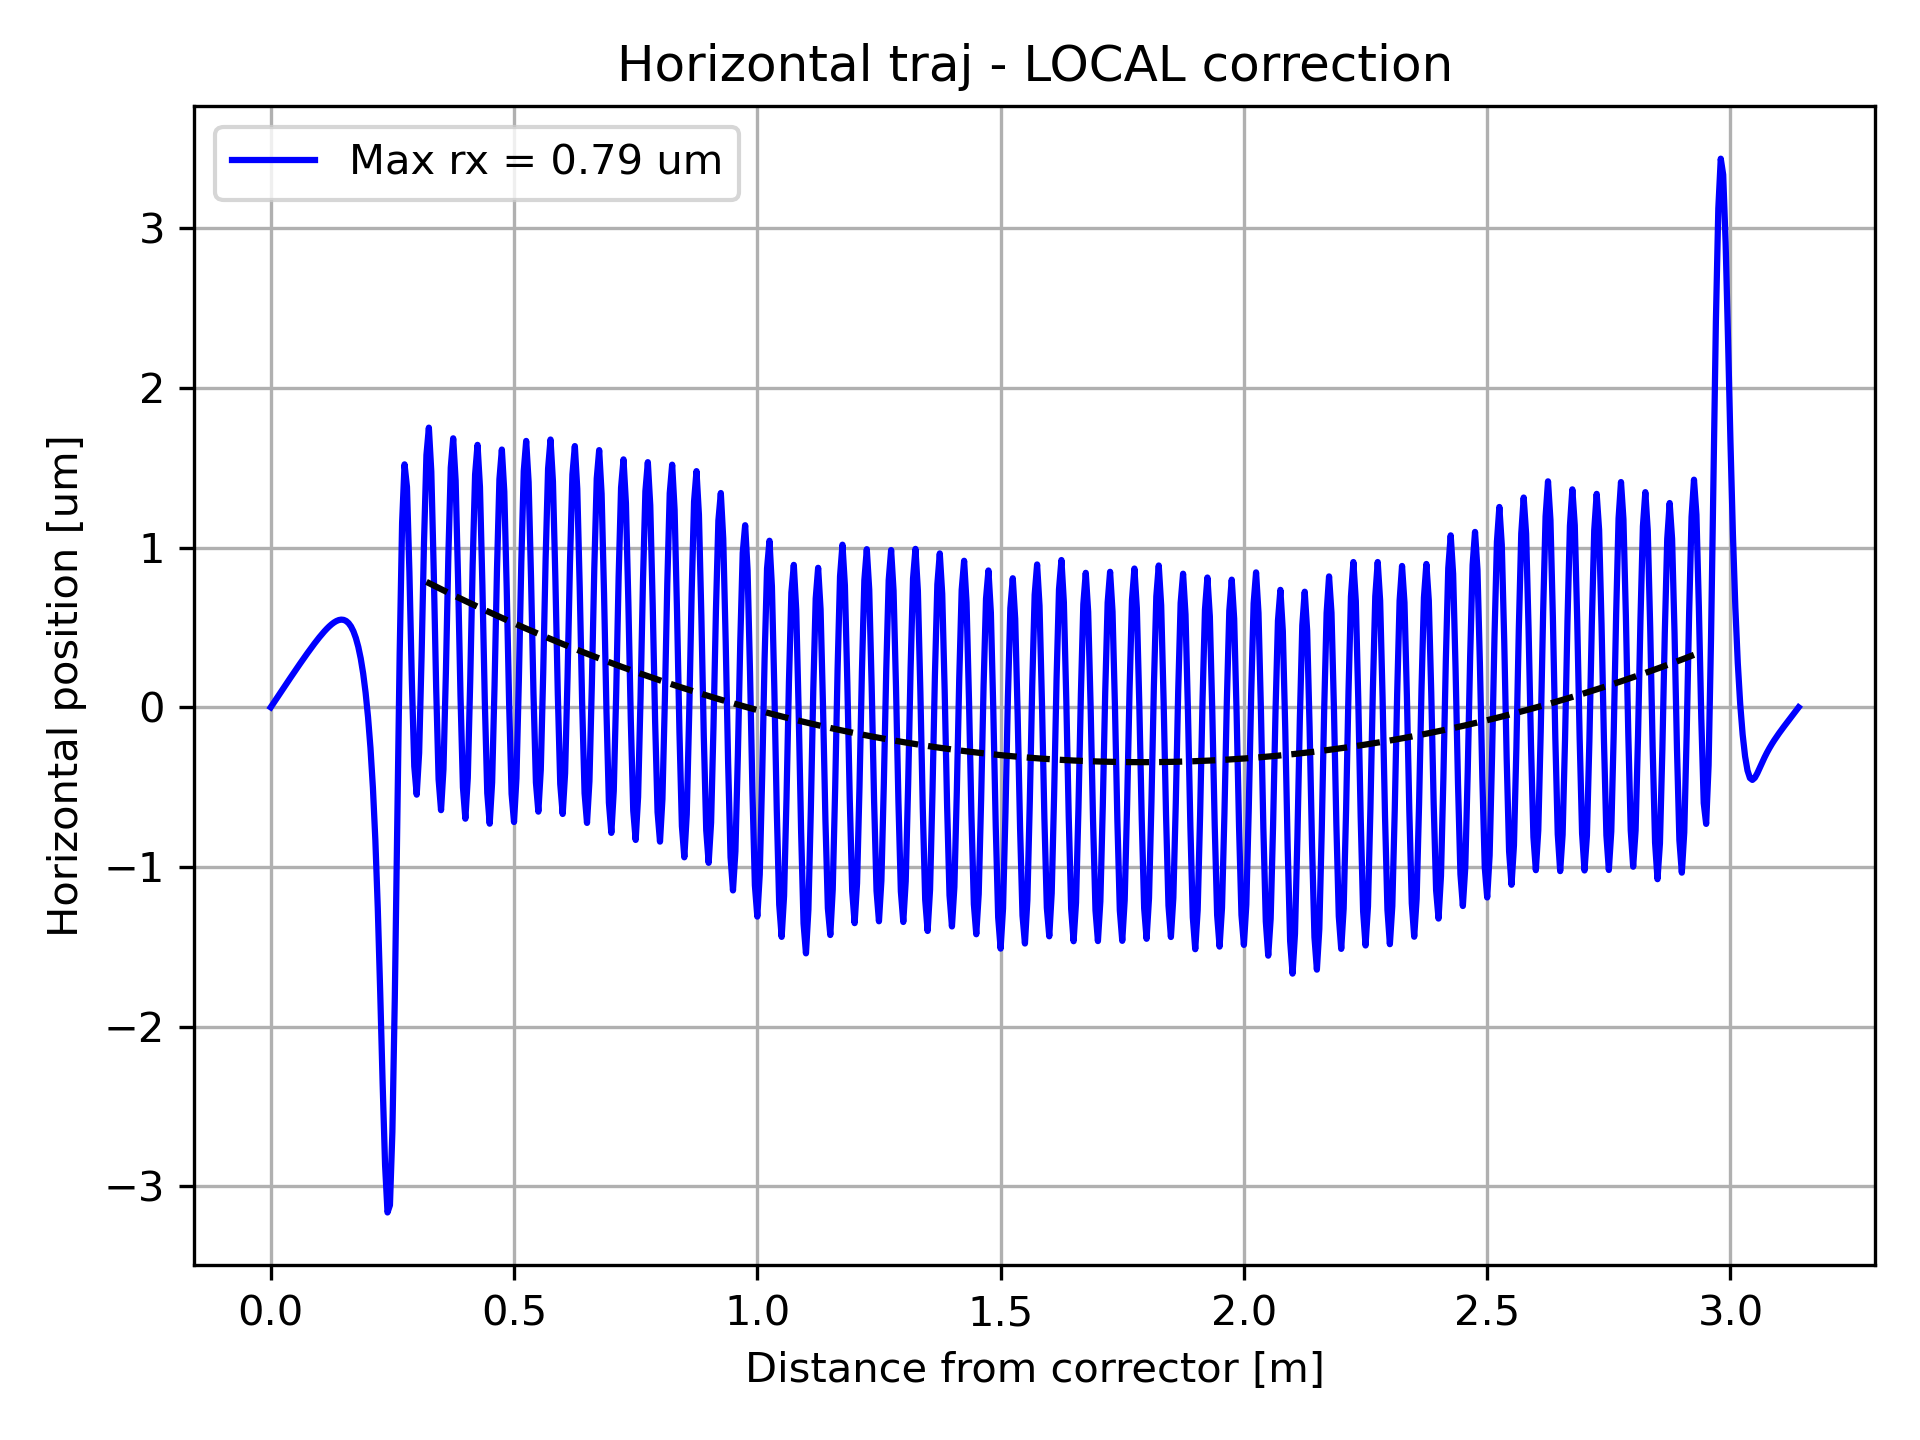 Horizontal traj - LOCAL correction
Max rx = 0.79 um
Horizontal position [um]
3
2
1
0
−1
−2
−3
0.0 0.5 1.0 1.5 2.0 2.5 3.0
Distance from corrector [m]